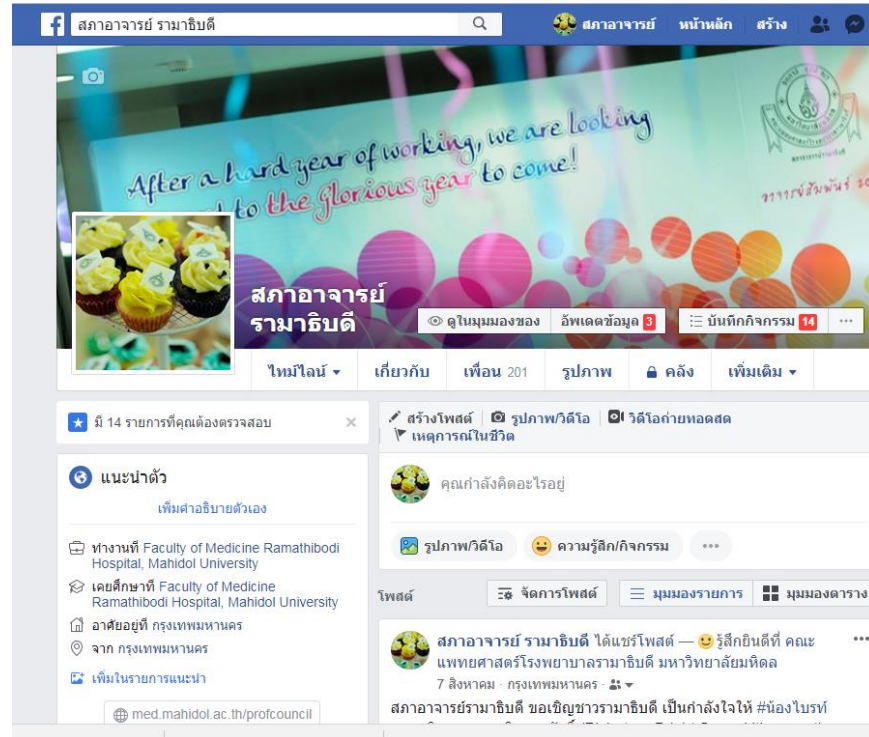 สภาอาจารย์ รามาธิบดี
สภาอาจารย์
หน้าหลัก
สร้าง
After a hard year of working, we are looking
to the glorious year to come!
อาจารย์สัมพันธ์
สภาอาจารย์
รามาธิบดี
ดูในมุมมองของ
อัพเดตข้อมูล 3
บันทึกกิจกรรม 14
ไทม์ไลน์
เกี่ยวกับ
เพื่อน 201
รูปภาพ
คลัง
เพิ่มเติม
มี 14 รายการที่คุณต้องตรวจสอบ
แนะนำตัว
เพิ่มคำอธิบายตัวเอง
ทำงานที่ Faculty of Medicine Ramathibodi
Hospital, Mahidol University
เคยศึกษาที่ Faculty of Medicine
Ramathibodi Hospital, Mahidol University
อาศัยอยู่ที่ กรุงเทพมหานคร
จาก กรุงเทพมหานคร
เพิ่มในรายการแนะนำ
med.mahidol.ac.th/profcouncil
สร้างโพสต์
รูปภาพ/วิดีโอ
วิดีโอถ่ายทอดสด
เหตุการณ์ในชีวิต
คุณกำลังคิดอะไรอยู่
รูปภาพ/วิดีโอ
ความรู้สึก/กิจกรรม
โพสต์
จัดการโพสต์
มุมมองรายการ
มุมมองตาราง
สภาอาจารย์ รามาธิบดี ได้แชร์โพสต์ — รู้สึกยินดีที่ คณะ
แพทยศาสตร์โรงพยาบาลรามาธิบดี มหาวิทยาลัยมหิดล
7 สิงหาคม · กรุงเทพมหานคร ·
สภาอาจารย์รามาธิบดี ขอเชิญชาวรามาธิบดี เป็นกำลังใจให้ #น้องไบรท์